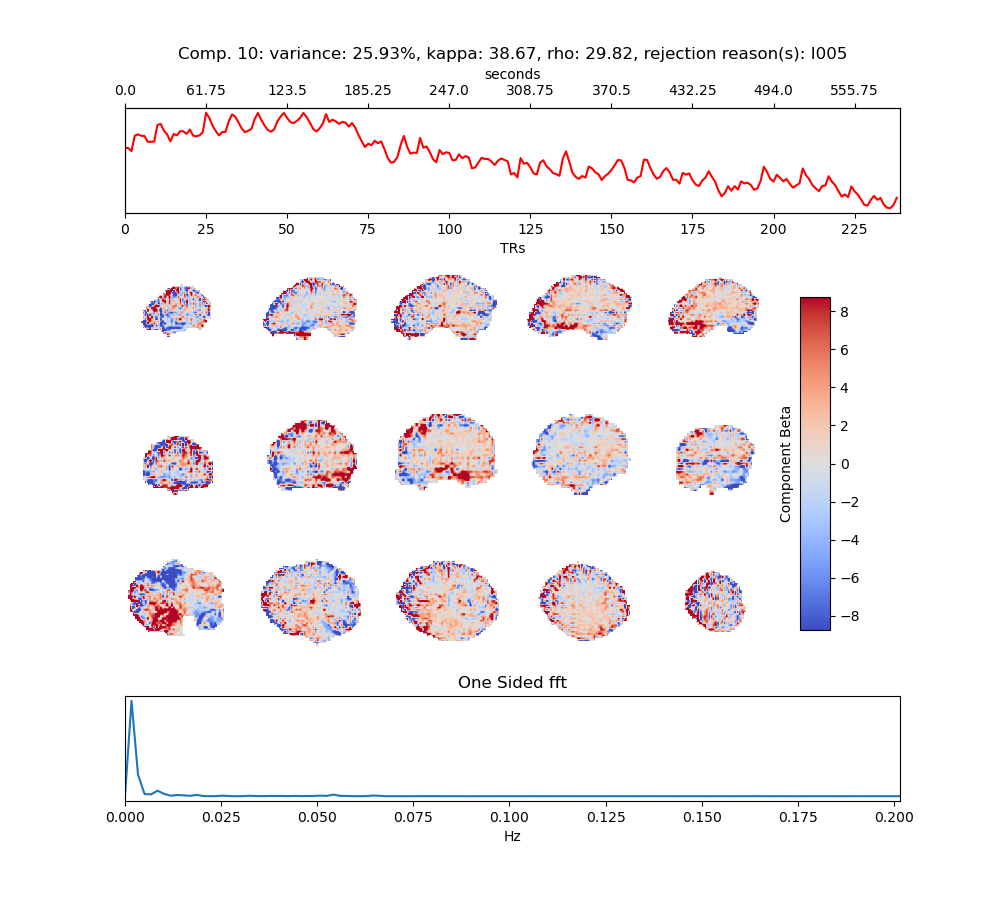 Comp. 10: variance: 25.93%, kappa: 38.67, rho: 29.82, rejection reason(s): I005
seconds
0.0 61.75 123.5 185.25 247.0 308.75 370.5 432.25 494.0 555.75
0 25 50 75 100 125 150 175 200 225
TRs
8
6
4
2
0
−2
−4
−6
−8
Component Beta
One Sided fft
0.000 0.025 0.050 0.075 0.100 0.125 0.150 0.175 0.200
Hz